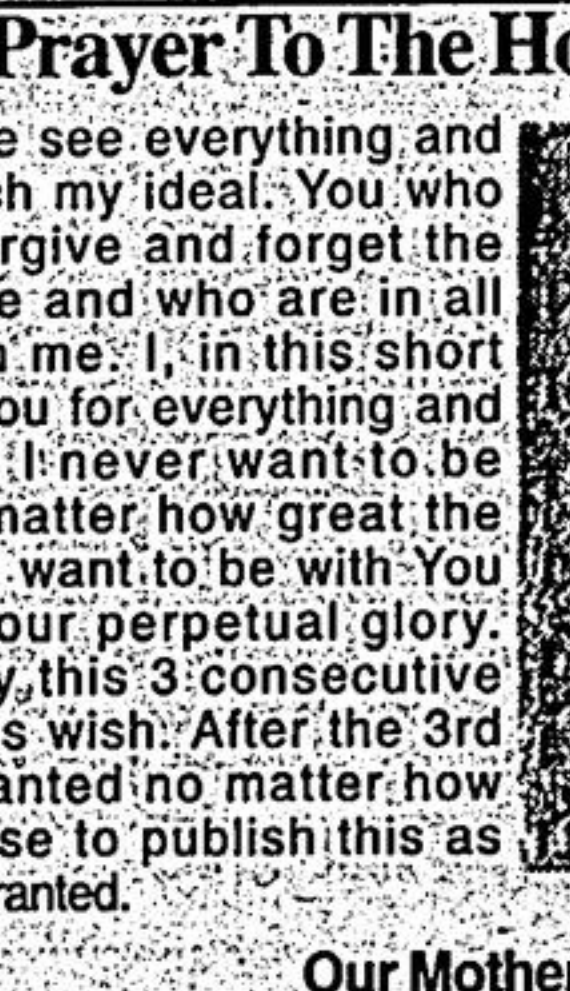 Prayer To The Ho
e see everything and
ch my ideal. You who
rgive and forget the
e and who are in all
n me. I, in this short
ou for everything and
I never want to be
matter how great the
want to be with You
our perpetual glory.
y this 3 consecutive
s wish. After the 3rd
anted no matter how
se to publish this as
ranted.
Our Mother